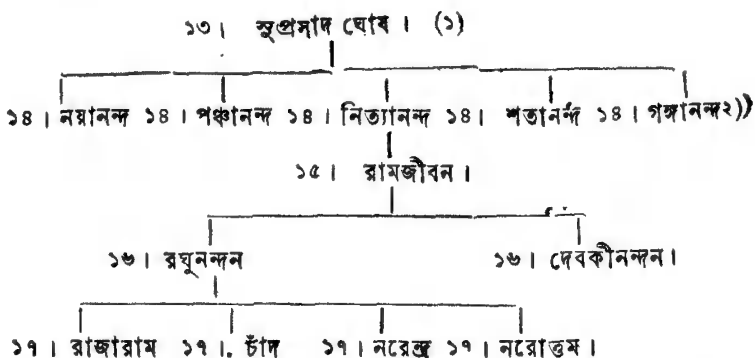 ১৩। সুপ্রসাদ ঘোষ। (১)
১৪। নয়ানন্দ ১৪। পঞ্চানন্দ ১৪। নিত্যানন্দ ১৪। শতানন্দ ১৪। গঙ্গানন্দ২))
১৫। রামজীবন।
১৬। রঘুনন্দন ১৬। দেবকীনন্দন।
১৭। রাজারাম ১৭। চাঁদ ১৭। নরেন্দ্র ১৭। নরোত্তম।